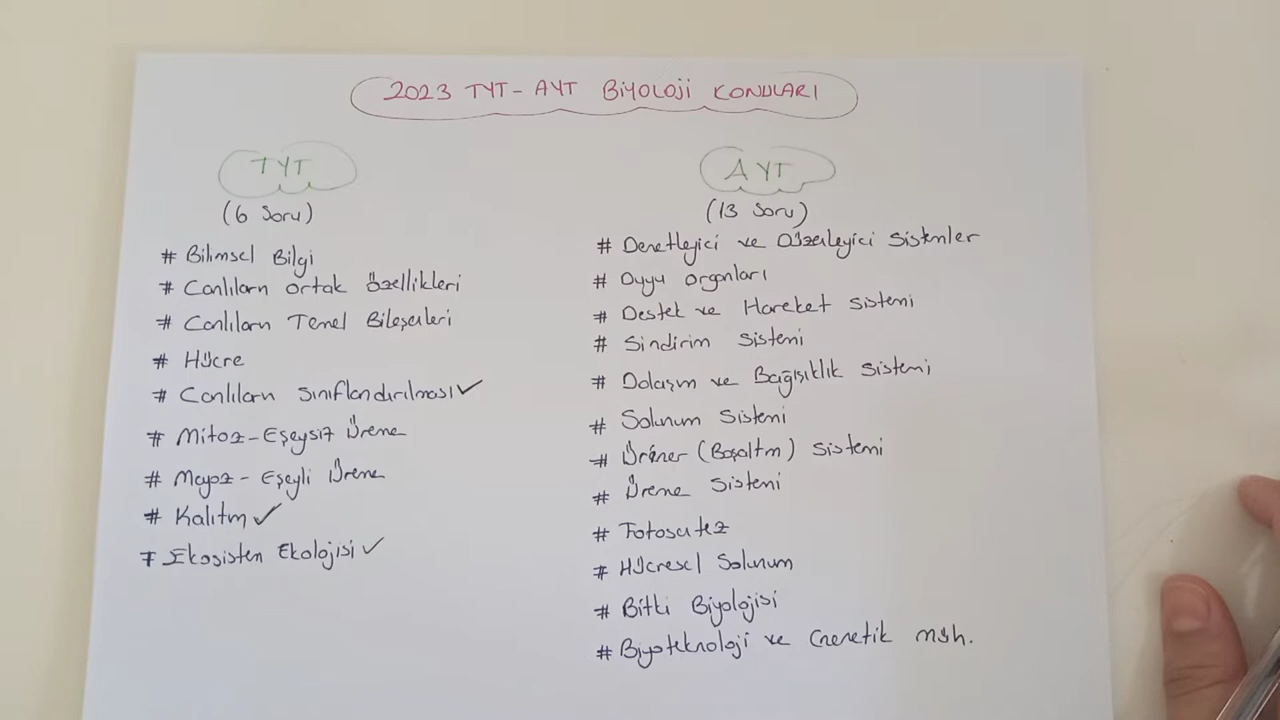 2023 TYT - AYT BİYOLOJİ KONULARI
TYT
(6 Soru)
# Bilimsel Bilgi
# Canlıların Ortak Özellikleri
# Canlıların Temel Bileşenleri
# Hücre
# Canlıların Sınıflandırılması ✓
# Mitoz - Eşeysiz Üreme
# Mayoz - Eşeyli Üreme
# Kalıtım ✓
# Ekosistem Ekolojisi ✓
AYT
(13 Soru)
# Denetleyici ve Düzenleyici Sistemler
# Duyu Organları
# Destek ve Hareket Sistemi
# Sindirim Sistemi
# Dolaşım ve Bağışıklık Sistemi
# Solunum Sistemi
# Üriner (Boşaltım) Sistemi
# Üreme Sistemi
# Fotosentez
# Hücresel Solunum
# Bitki Biyolojisi
# Biyoteknoloji ve Genetik müh.